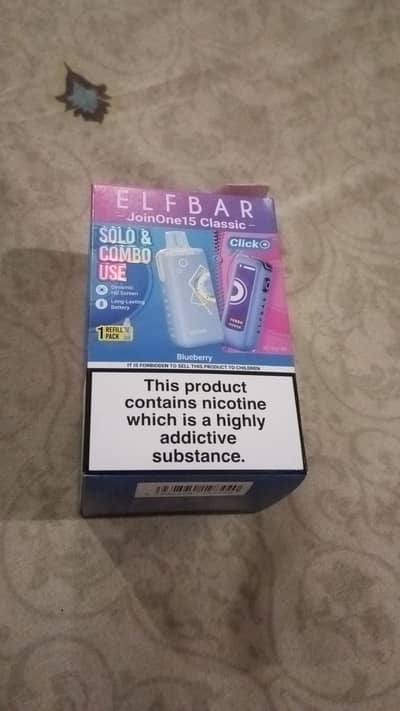 ELFBAR
JoinOne15 Classic
SOLO &
COMBO
USE
Click
Dynamic
Full Screen
Long-Lasting
Battery
1 REFILL
PACK
Blueberry
IT IS FORBIDDEN TO SELL THIS PRODUCT TO CHILDREN
This product
contains nicotine
which is a highly
addictive
substance.